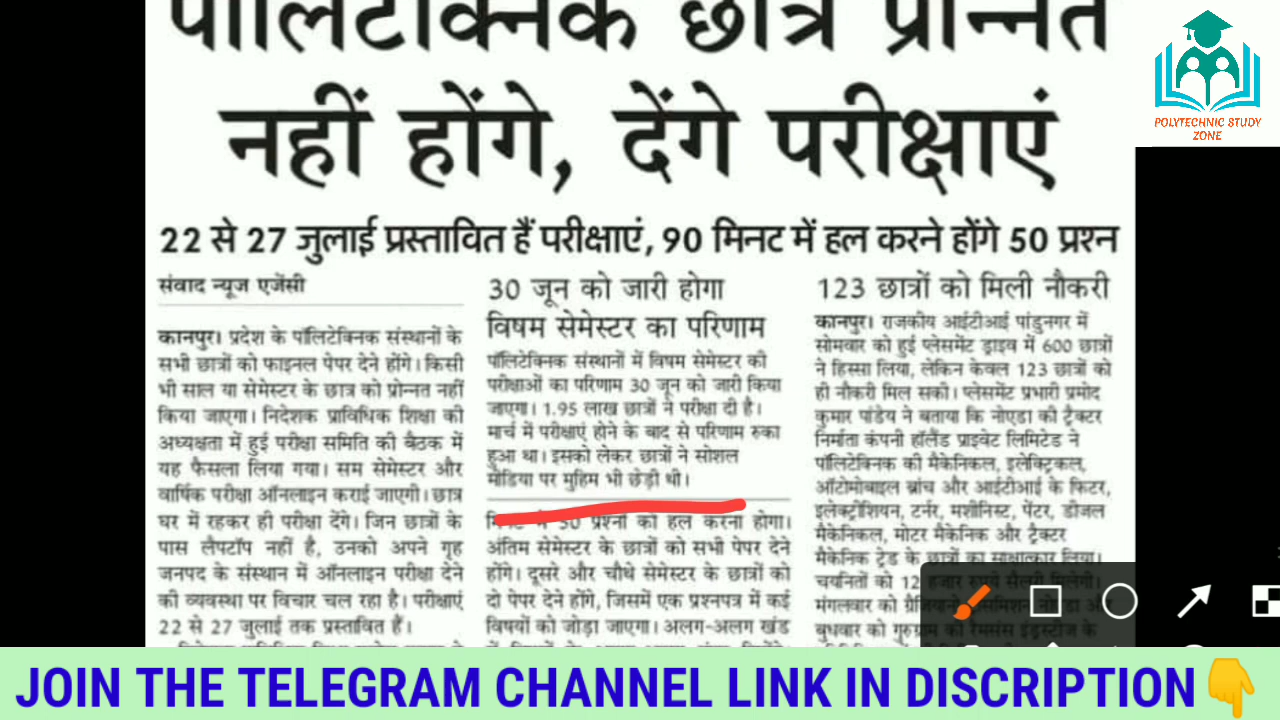 पॉलिटेक्निक छात्र प्रोन्नत
नहीं होंगे, देंगे परीक्षाएं
POLYTECHNIC STUDY
ZONE
22 से 27 जुलाई प्रस्तावित हैं परीक्षाएं, 90 मिनट में हल करने होंगे 50 प्रश्न
संवाद न्यूज एजेंसी
कानपुर। प्रदेश के पॉलिटेक्निक संस्थानों के
सभी छात्रों को फाइनल पेपर देने होंगे। किसी
भी साल या सेमेस्टर के छात्र को प्रोन्नत नहीं
किया जाएगा। निदेशक प्राविधिक शिक्षा की
अध्यक्षता में हुई परीक्षा समिति की बैठक में
यह फैसला लिया गया। सम सेमेस्टर और
वार्षिक परीक्षा ऑनलाइन कराई जाएगी। छात्र
घर में रहकर ही परीक्षा देंगे। जिन छात्रों के
पास लैपटॉप नहीं है, उनको अपने गृह
जनपद के संस्थान में ऑनलाइन परीक्षा देने
की व्यवस्था पर विचार चल रहा है। परीक्षाएं
22 से 27 जुलाई तक प्रस्तावित हैं।
30 जून को जारी होगा
विषम सेमेस्टर का परिणाम
पॉलिटेक्निक संस्थानों में विषम सेमेस्टर की
परीक्षाओं का परिणाम 30 जून को जारी किया
जाएगा। 1.95 लाख छात्रों ने परीक्षा दी है।
मार्च में परीक्षाएं होने के बाद से परिणाम रुका
हुआ था। इसको लेकर छात्रों ने सोशल
मीडिया पर मुहिम भी छेड़ी थी।
मिनट में 50 प्रश्नों को हल करना होगा।
अंतिम सेमेस्टर के छात्रों को सभी पेपर देने
होंगे। दूसरे और चौथे सेमेस्टर के छात्रों को
दो पेपर देने होंगे, जिसमें एक प्रश्नपत्र में कई
विषयों को जोड़ा जाएगा। अलग-अलग खंड
123 छात्रों को मिली नौकरी
कानपुर। राजकीय आईटीआई पांडुनगर में
सोमवार को हुई प्लेसमेंट ड्राइव में 600 छात्रों
ने हिस्सा लिया, लेकिन केवल 123 छात्रों को
ही नौकरी मिल सकी। प्लेसमेंट प्रभारी प्रमोद
कुमार पांडेय ने बताया कि नोएडा की ट्रैक्टर
निर्माता कंपनी हॉलैंड प्राइवेट लिमिटेड ने
पॉलिटेक्निक की मैकेनिकल, इलेक्ट्रिकल,
ऑटोमोबाइल ब्रांच और आईटीआई के फिटर,
इलेक्ट्रीशियन, टर्नर, मशीनिस्ट, पेंटर, डीजल
मैकेनिकल, मोटर मैकेनिक और ट्रैक्टर
मैकेनिक ट्रेड के छात्रों का साक्षात्कार लिया।
चयनितों को 12 हजार रुपये सैलरी मिलेगी।
मंगलवार को
बुधवार को गुरुग्राम
JOIN THE TELEGRAM CHANNEL LINK IN DISCRIPTION